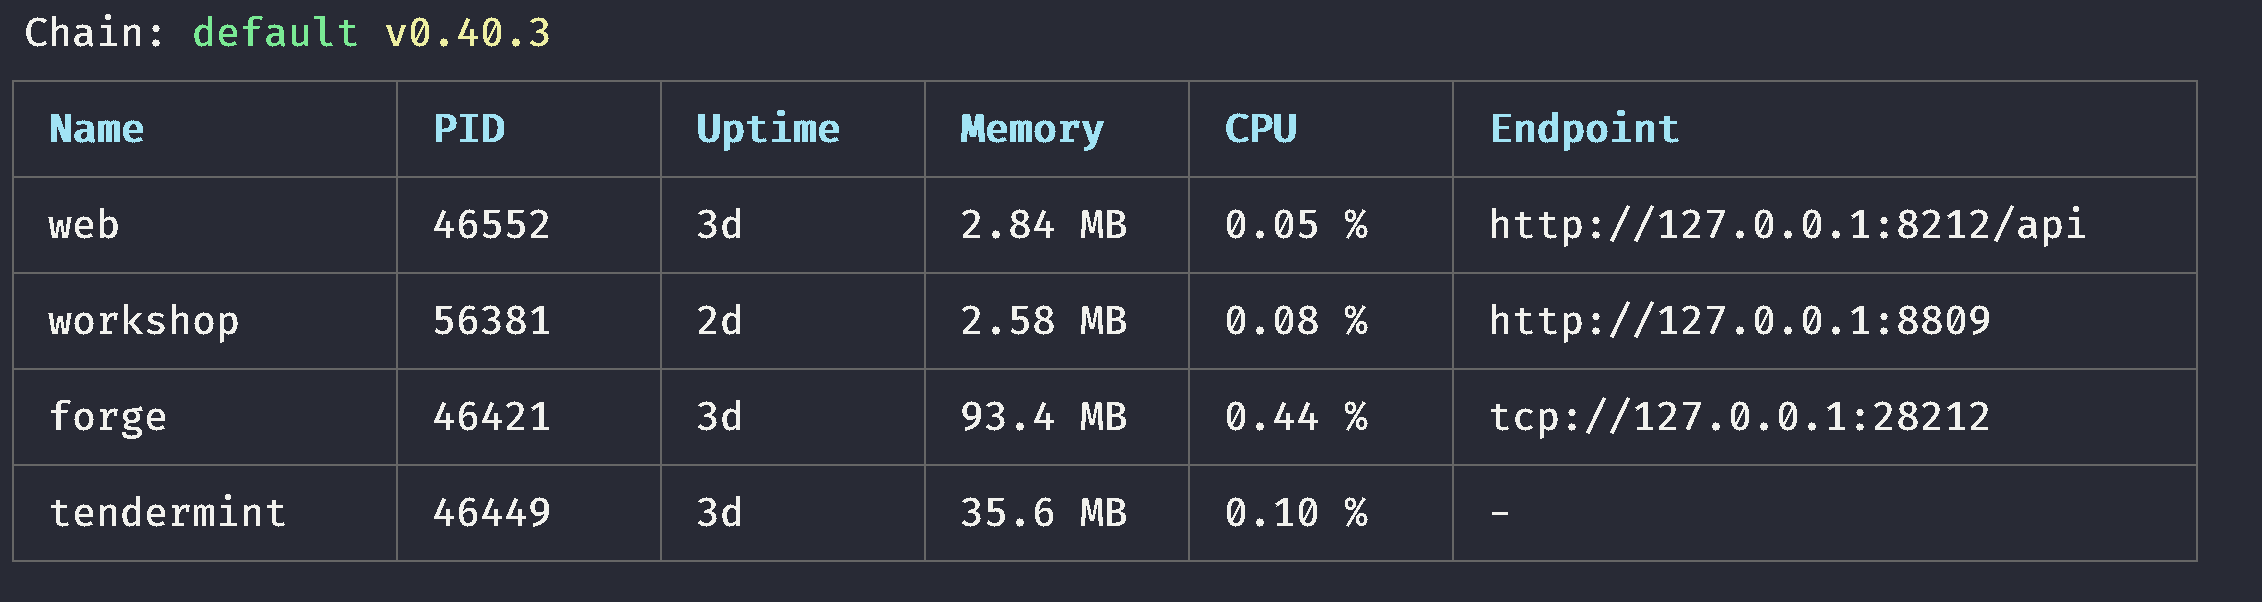 Chain: default v0.40.3
Name PID Uptime Memory CPU Endpoint
web 46552 3d 2.84 MB 0.05 % http://127.0.0.1:8212/api
workshop 56381 2d 2.58 MB 0.08 % http://127.0.0.1:8809
forge 46421 3d 93.4 MB 0.44 % tcp://127.0.0.1:28212
tendermint 46449 3d 35.6 MB 0.10 % -